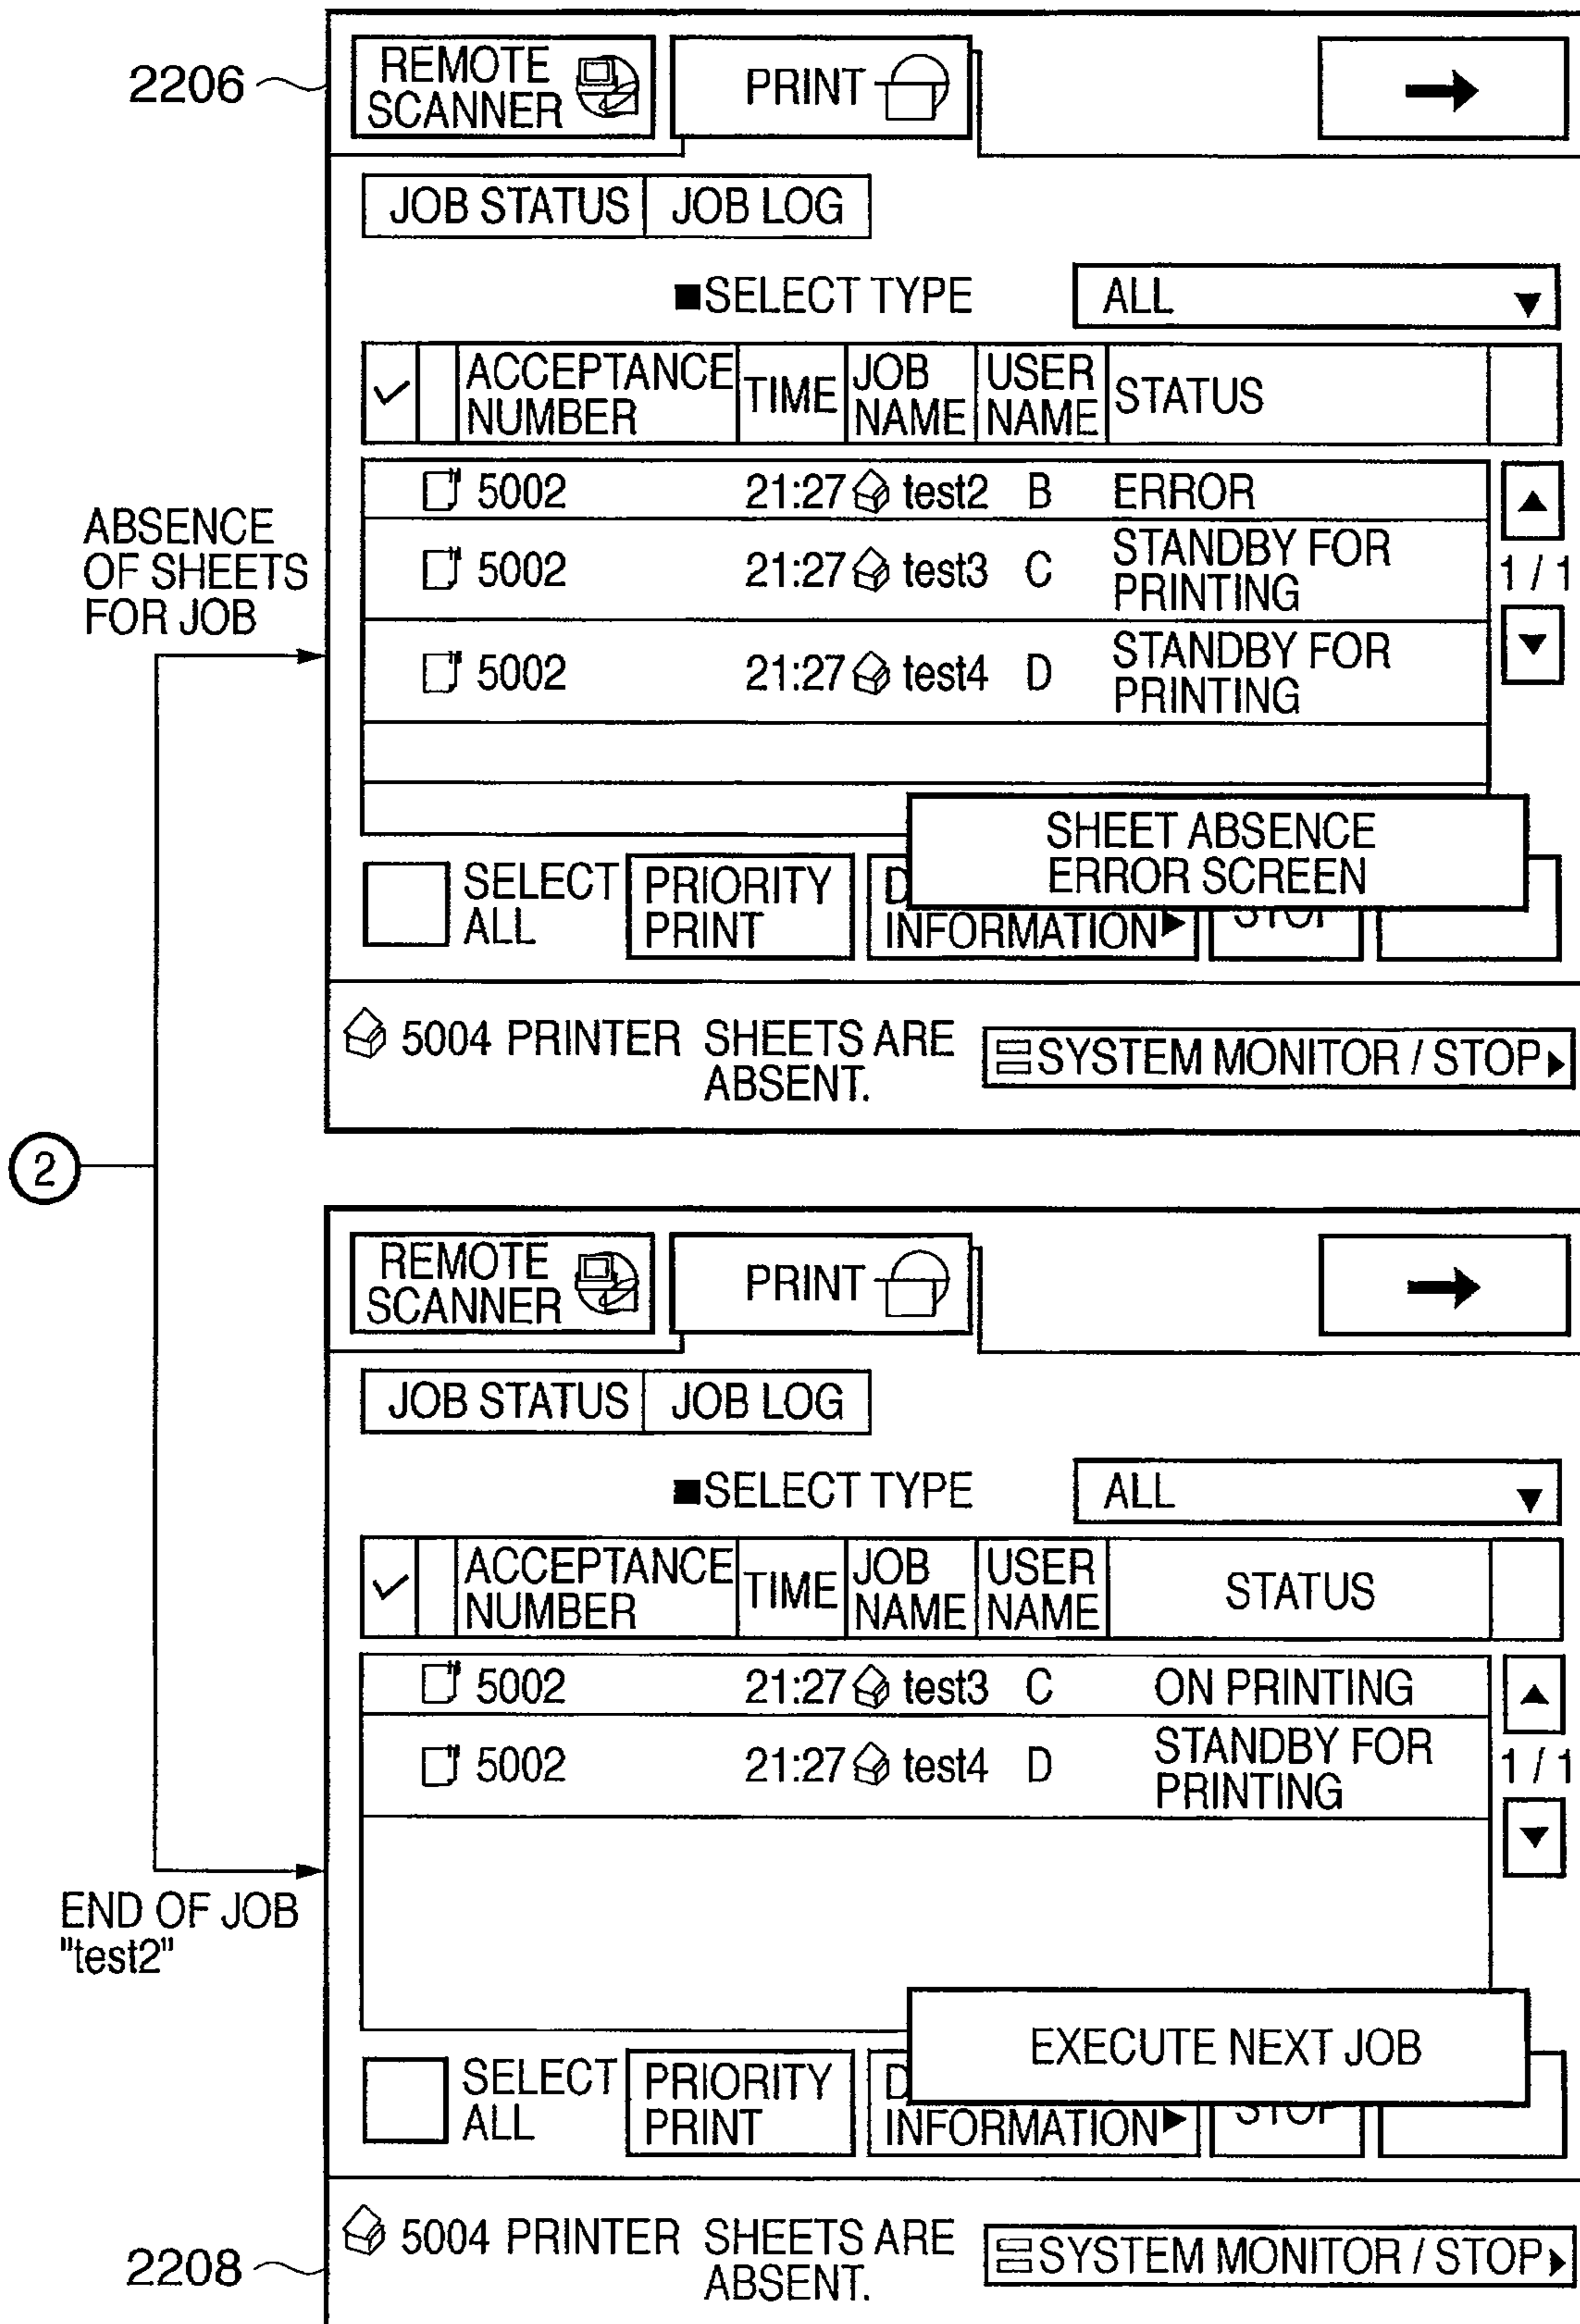 2206
REMOTE
SCANNER
PRINT
JOB STATUS JOB LOG
■SELECT TYPE ALL
ACCEPTANCE
NUMBER
TIME
JOB
NAME
USER
NAME
STATUS
5002 21:27 test2 B ERROR
5002 21:27 test3 C STANDBY FOR
PRINTING
5002 21:27 test4 D STANDBY FOR
PRINTING
1 / 1
ABSENCE
OF SHEETS
FOR JOB
SHEET ABSENCE
ERROR SCREEN
SELECT
ALL
PRIORITY
PRINT
D
INFORMATION
STOP
5004 PRINTER SHEETS ARE
ABSENT.
SYSTEM MONITOR / STOP
2
REMOTE
SCANNER
PRINT
JOB STATUS JOB LOG
■SELECT TYPE ALL
ACCEPTANCE
NUMBER
TIME
JOB
NAME
USER
NAME
STATUS
5002 21:27 test3 C ON PRINTING
5002 21:27 test4 D STANDBY FOR
PRINTING
1 / 1
END OF JOB
"test2"
EXECUTE NEXT JOB
SELECT
ALL
PRIORITY
PRINT
D
INFORMATION
STOP
5004 PRINTER SHEETS ARE
ABSENT.
SYSTEM MONITOR / STOP
2208